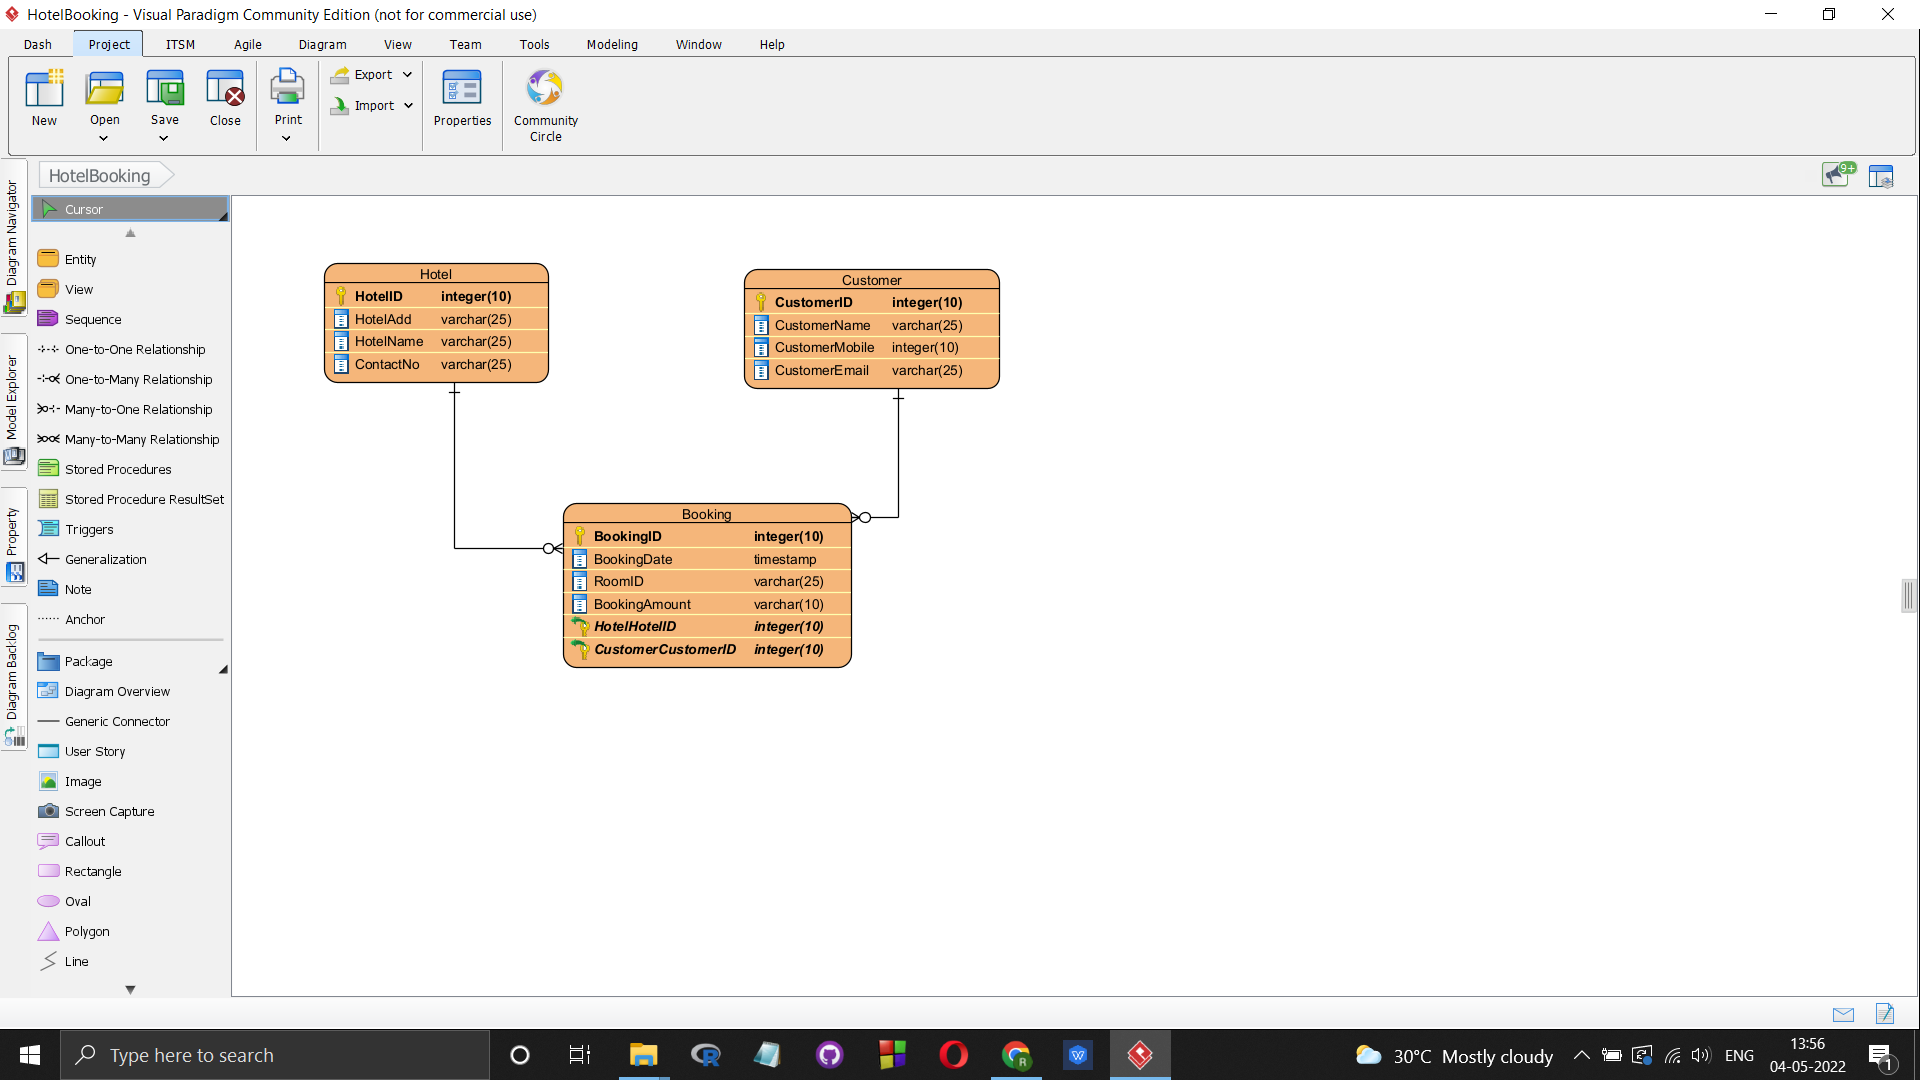 HotelBooking - Visual Paradigm Community Edition (not for commercial use)
Dash Project ITSM Agile Diagram View Team Tools Modeling Window Help
New Open Save Close Print Export Import Properties Community Circle
HotelBooking
9+
Diagram Navigator
Model Explorer
Property
Diagram Backlog
Cursor
Entity
View
Sequence
One-to-One Relationship
One-to-Many Relationship
Many-to-One Relationship
Many-to-Many Relationship
Stored Procedures
Stored Procedure ResultSet
Triggers
Generalization
Note
Anchor
Package
Diagram Overview
Generic Connector
User Story
Image
Screen Capture
Callout
Rectangle
Oval
Polygon
Line
Hotel
HotelID integer(10)
HotelAdd varchar(25)
HotelName varchar(25)
ContactNo varchar(25)
Customer
CustomerID integer(10)
CustomerName varchar(25)
CustomerMobile integer(10)
CustomerEmail varchar(25)
Booking
BookingID integer(10)
BookingDate timestamp
RoomID varchar(25)
BookingAmount varchar(10)
HotelHotelID integer(10)
CustomerCustomerID integer(10)
Type here to search
30°C Mostly cloudy
ENG
13:56
04-05-2022
1